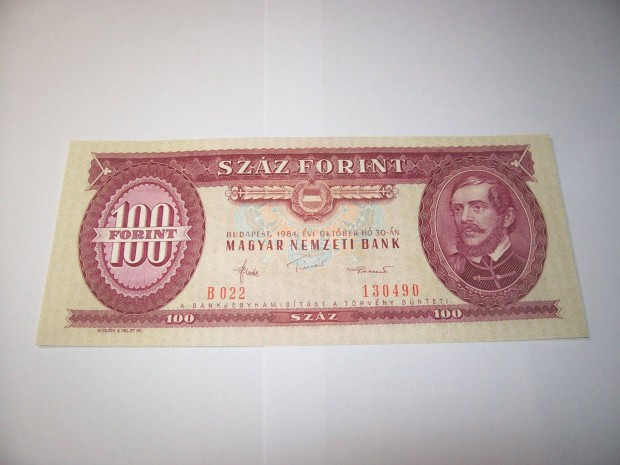 SZÁZ FORINT
100
FORINT
BUDAPEST, 1984. ÉVI OKTÓBER HÓ 30-ÁN
MAGYAR NEMZETI BANK
B 022 130490
A BANKJEGYHAMISÍTÁST A TÖRVÉNY BÜNTETI
100 SZÁZ 100